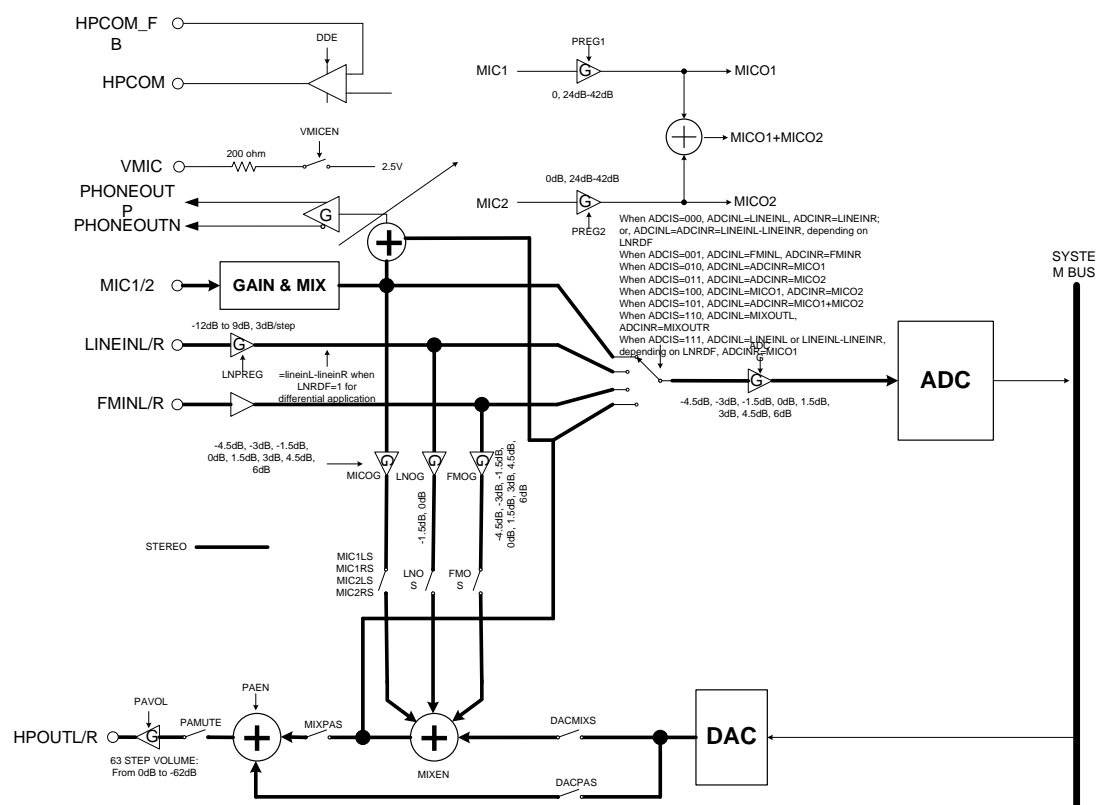 HPCOM_F
B
DDE
HPCOM
PREG1
MIC1
G
MICO1
0, 24dB-42dB
MICO1+MICO2
VMICEN
VMIC
200 ohm
2.5V
0dB, 24dB-42dB
MIC2
G
MICO2
PREG2
PHONEOUT
P
PHONEOUTN
G
When ADCIS=000, ADCINL=LINEINL, ADCINR=LINEINR;
or, ADCINL=ADCINR=LINEINL-LINEINR, depending on
LNRDF
When ADCIS=001, ADCINL=FMINL, ADCINR=FMINR
When ADCIS=010, ADCINL=ADCINR=MICO1
When ADCIS=011, ADCINL=ADCINR=MICO2
When ADCIS=100, ADCINL=MICO1, ADCINR=MICO2
When ADCIS=101, ADCINL=ADCINR=MICO1+MICO2
When ADCIS=110, ADCINL=MIXOUTL,
ADCINR=MIXOUTR
When ADCIS=111, ADCINL=LINEINL or LINEINL-LINEINR,
depending on LNRDF, ADCINR=MICO1
SYSTE
M BUS
MIC1/2
GAIN & MIX
-12dB to 9dB, 3dB/step
LINEINL/R
G
LNPREG
=lineinL-lineinR when
LNRDF=1 for
differential application
FMINL/R
ADC
G
G
-4.5dB, -3dB, -1.5dB, 0dB, 1.5dB,
3dB, 4.5dB, 6dB
ADC
-4.5dB, -3dB, -1.5dB,
0dB, 1.5dB, 3dB, 4.5dB,
6dB
MICOG
G
LNOG
G
FMOG
G
-1.5dB, 0dB
-4.5dB, -3dB, -1.5dB,
0dB, 1.5dB, 3dB, 4.5dB,
6dB
STEREO
MIC1LS
MIC1RS
MIC2LS
MIC2RS
LNO
S
FMO
S
PAEN
PAVOL
PAMUTE
HPOUTL/R
G
63 STEP VOLUME:
From 0dB to -62dB
MIXPAS
MIXEN
DACMIXS
DACPAS
DAC